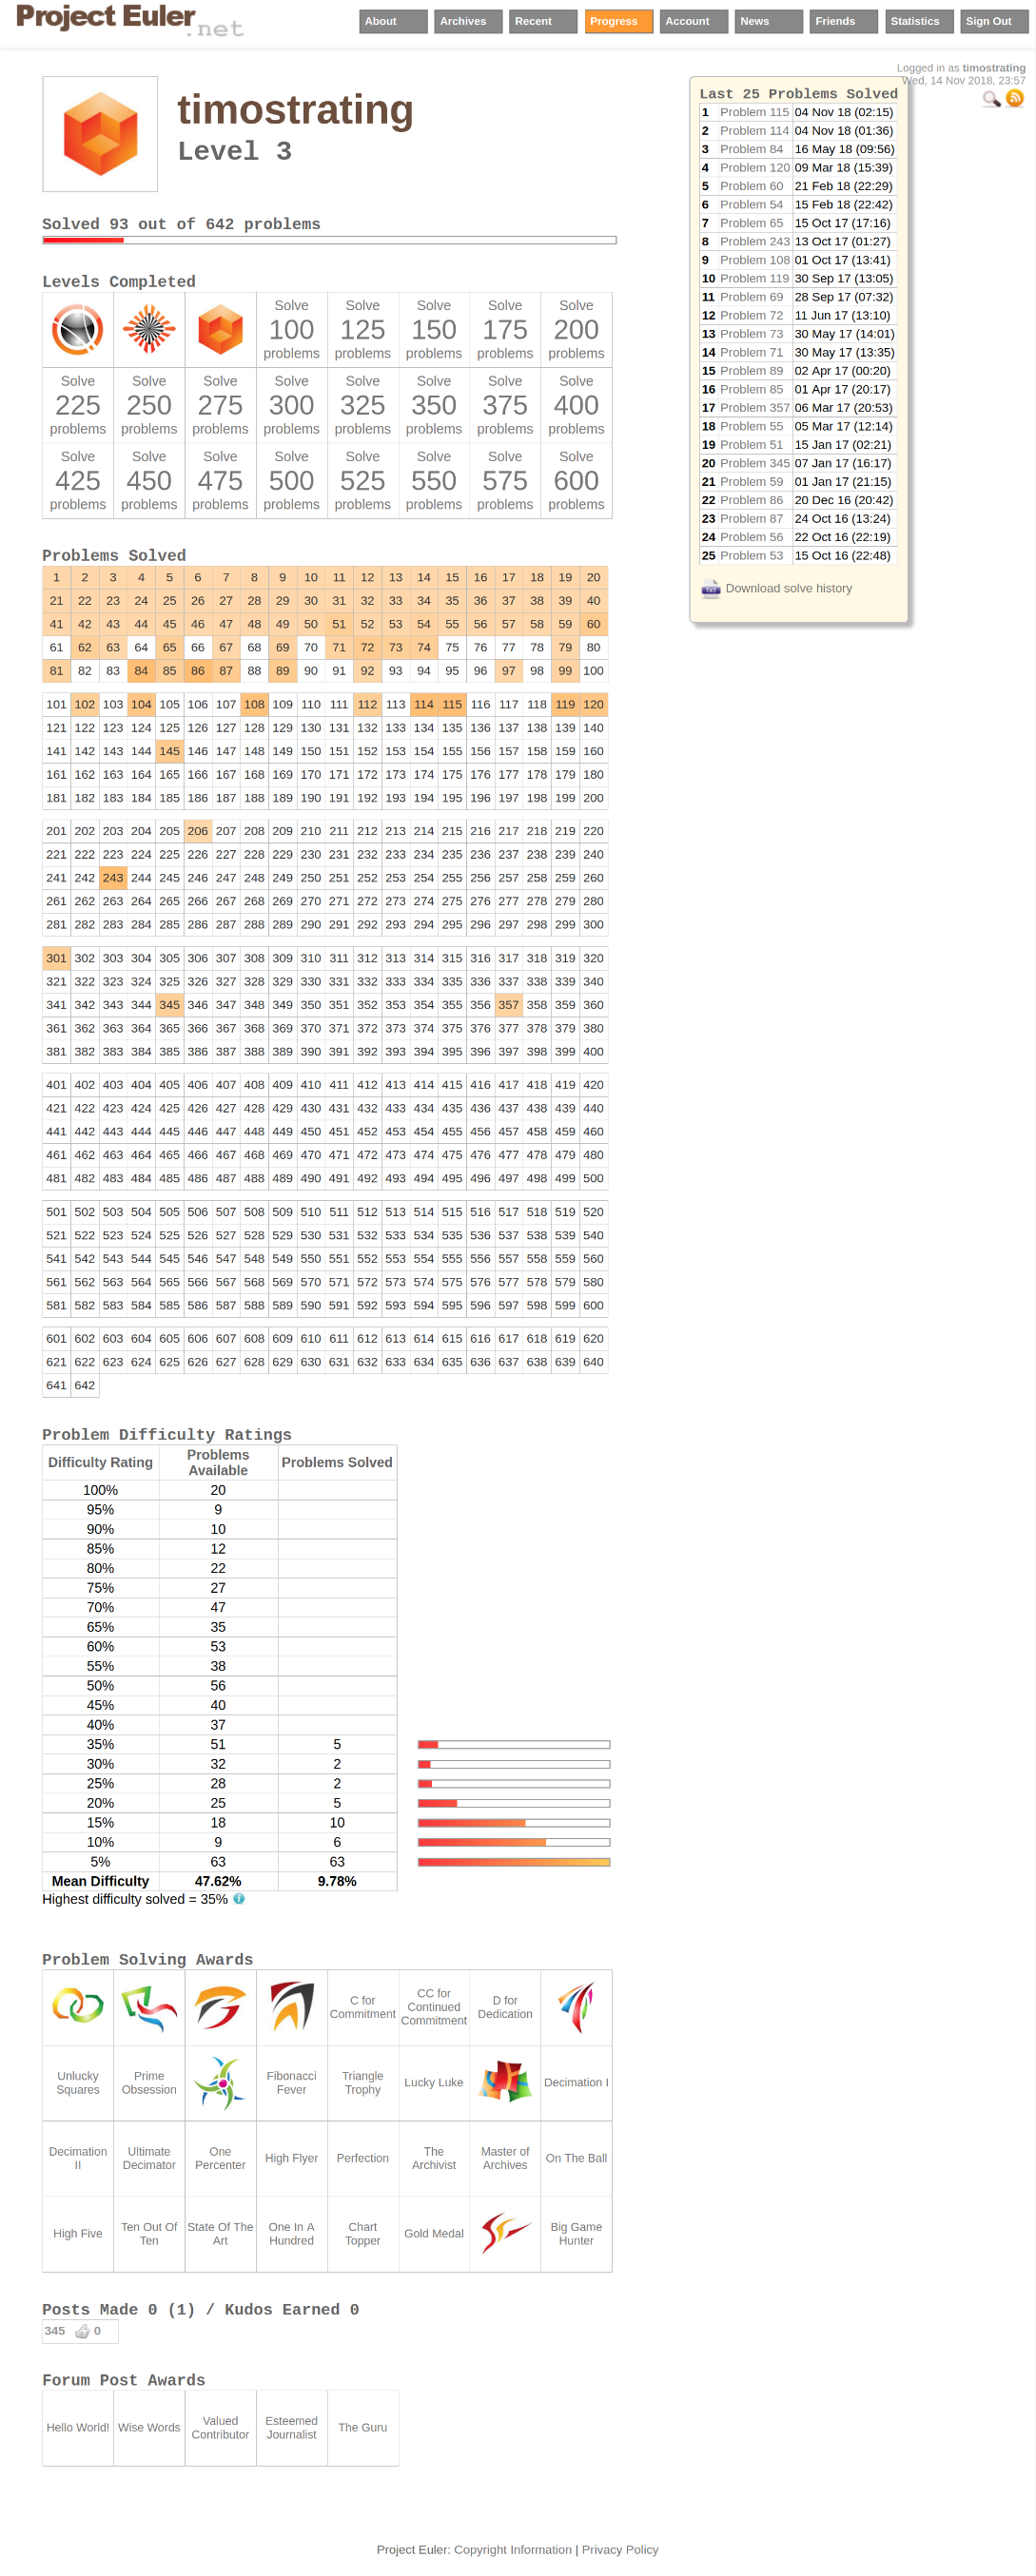 Project Euler .net
About Archives Recent Progress Account News Friends Statistics Sign Out
Logged in as timostrating
Wed, 14 Nov 2018, 23:57
timostrating
Level 3
Solved 93 out of 642 problems
Levels Completed
Solve Solve Solve Solve Solve
100 125 150 175 200
problems problems problems problems problems
Solve Solve Solve Solve Solve Solve Solve Solve
225 250 275 300 325 350 375 400
problems problems problems problems problems problems problems problems
Solve Solve Solve Solve Solve Solve Solve Solve
425 450 475 500 525 550 575 600
problems problems problems problems problems problems problems problems
Problems Solved
1 2 3 4 5 6 7 8 9 10 11 12 13 14 15 16 17 18 19 20
21 22 23 24 25 26 27 28 29 30 31 32 33 34 35 36 37 38 39 40
41 42 43 44 45 46 47 48 49 50 51 52 53 54 55 56 57 58 59 60
61 62 63 64 65 66 67 68 69 70 71 72 73 74 75 76 77 78 79 80
81 82 83 84 85 86 87 88 89 90 91 92 93 94 95 96 97 98 99 100
101 102 103 104 105 106 107 108 109 110 111 112 113 114 115 116 117 118 119 120
121 122 123 124 125 126 127 128 129 130 131 132 133 134 135 136 137 138 139 140
141 142 143 144 145 146 147 148 149 150 151 152 153 154 155 156 157 158 159 160
161 162 163 164 165 166 167 168 169 170 171 172 173 174 175 176 177 178 179 180
181 182 183 184 185 186 187 188 189 190 191 192 193 194 195 196 197 198 199 200
201 202 203 204 205 206 207 208 209 210 211 212 213 214 215 216 217 218 219 220
221 222 223 224 225 226 227 228 229 230 231 232 233 234 235 236 237 238 239 240
241 242 243 244 245 246 247 248 249 250 251 252 253 254 255 256 257 258 259 260
261 262 263 264 265 266 267 268 269 270 271 272 273 274 275 276 277 278 279 280
281 282 283 284 285 286 287 288 289 290 291 292 293 294 295 296 297 298 299 300
301 302 303 304 305 306 307 308 309 310 311 312 313 314 315 316 317 318 319 320
321 322 323 324 325 326 327 328 329 330 331 332 333 334 335 336 337 338 339 340
341 342 343 344 345 346 347 348 349 350 351 352 353 354 355 356 357 358 359 360
361 362 363 364 365 366 367 368 369 370 371 372 373 374 375 376 377 378 379 380
381 382 383 384 385 386 387 388 389 390 391 392 393 394 395 396 397 398 399 400
401 402 403 404 405 406 407 408 409 410 411 412 413 414 415 416 417 418 419 420
421 422 423 424 425 426 427 428 429 430 431 432 433 434 435 436 437 438 439 440
441 442 443 444 445 446 447 448 449 450 451 452 453 454 455 456 457 458 459 460
461 462 463 464 465 466 467 468 469 470 471 472 473 474 475 476 477 478 479 480
481 482 483 484 485 486 487 488 489 490 491 492 493 494 495 496 497 498 499 500
501 502 503 504 505 506 507 508 509 510 511 512 513 514 515 516 517 518 519 520
521 522 523 524 525 526 527 528 529 530 531 532 533 534 535 536 537 538 539 540
541 542 543 544 545 546 547 548 549 550 551 552 553 554 555 556 557 558 559 560
561 562 563 564 565 566 567 568 569 570 571 572 573 574 575 576 577 578 579 580
581 582 583 584 585 586 587 588 589 590 591 592 593 594 595 596 597 598 599 600
601 602 603 604 605 606 607 608 609 610 611 612 613 614 615 616 617 618 619 620
621 622 623 624 625 626 627 628 629 630 631 632 633 634 635 636 637 638 639 640
641 642
Last 25 Problems Solved
1 Problem 115 04 Nov 18 (02:15)
2 Problem 114 04 Nov 18 (01:36)
3 Problem 84 16 May 18 (09:56)
4 Problem 120 09 Mar 18 (15:39)
5 Problem 60 21 Feb 18 (22:29)
6 Problem 54 15 Feb 18 (22:42)
7 Problem 65 15 Oct 17 (17:16)
8 Problem 243 13 Oct 17 (01:27)
9 Problem 108 01 Oct 17 (13:41)
10 Problem 119 30 Sep 17 (13:05)
11 Problem 69 28 Sep 17 (07:32)
12 Problem 72 11 Jun 17 (13:10)
13 Problem 73 30 May 17 (14:01)
14 Problem 71 30 May 17 (13:35)
15 Problem 89 02 Apr 17 (00:20)
16 Problem 85 01 Apr 17 (20:17)
17 Problem 357 06 Mar 17 (20:53)
18 Problem 55 05 Mar 17 (12:14)
19 Problem 51 15 Jan 17 (02:21)
20 Problem 345 07 Jan 17 (16:17)
21 Problem 59 01 Jan 17 (21:15)
22 Problem 86 20 Dec 16 (20:42)
23 Problem 87 24 Oct 16 (13:24)
24 Problem 56 22 Oct 16 (22:19)
25 Problem 53 15 Oct 16 (22:48)
TXT Download solve history
Problem Difficulty Ratings
Difficulty Rating Problems Available Problems Solved
100% 20
95% 9
90% 10
85% 12
80% 22
75% 27
70% 47
65% 35
60% 53
55% 38
50% 56
45% 40
40% 37
35% 51 5
30% 32 2
25% 28 2
20% 25 5
15% 18 10
10% 9 6
5% 63 63
Mean Difficulty 47.62% 9.78%
Highest difficulty solved = 35%
Problem Solving Awards
C for Commitment
CC for Continued Commitment
D for Dedication
Unlucky Squares
Prime Obsession
Fibonacci Fever
Triangle Trophy
Lucky Luke
Decimation I
Decimation II
Ultimate Decimator
One Percenter
High Flyer
Perfection
The Archivist
Master of Archives
On The Ball
High Five
Ten Out Of Ten
State Of The Art
One In A Hundred
Chart Topper
Gold Medal
Big Game Hunter
Posts Made 0 (1) / Kudos Earned 0
345 0
Forum Post Awards
Hello World!
Wise Words
Valued Contributor
Esteemed Journalist
The Guru
Project Euler: Copyright Information | Privacy Policy